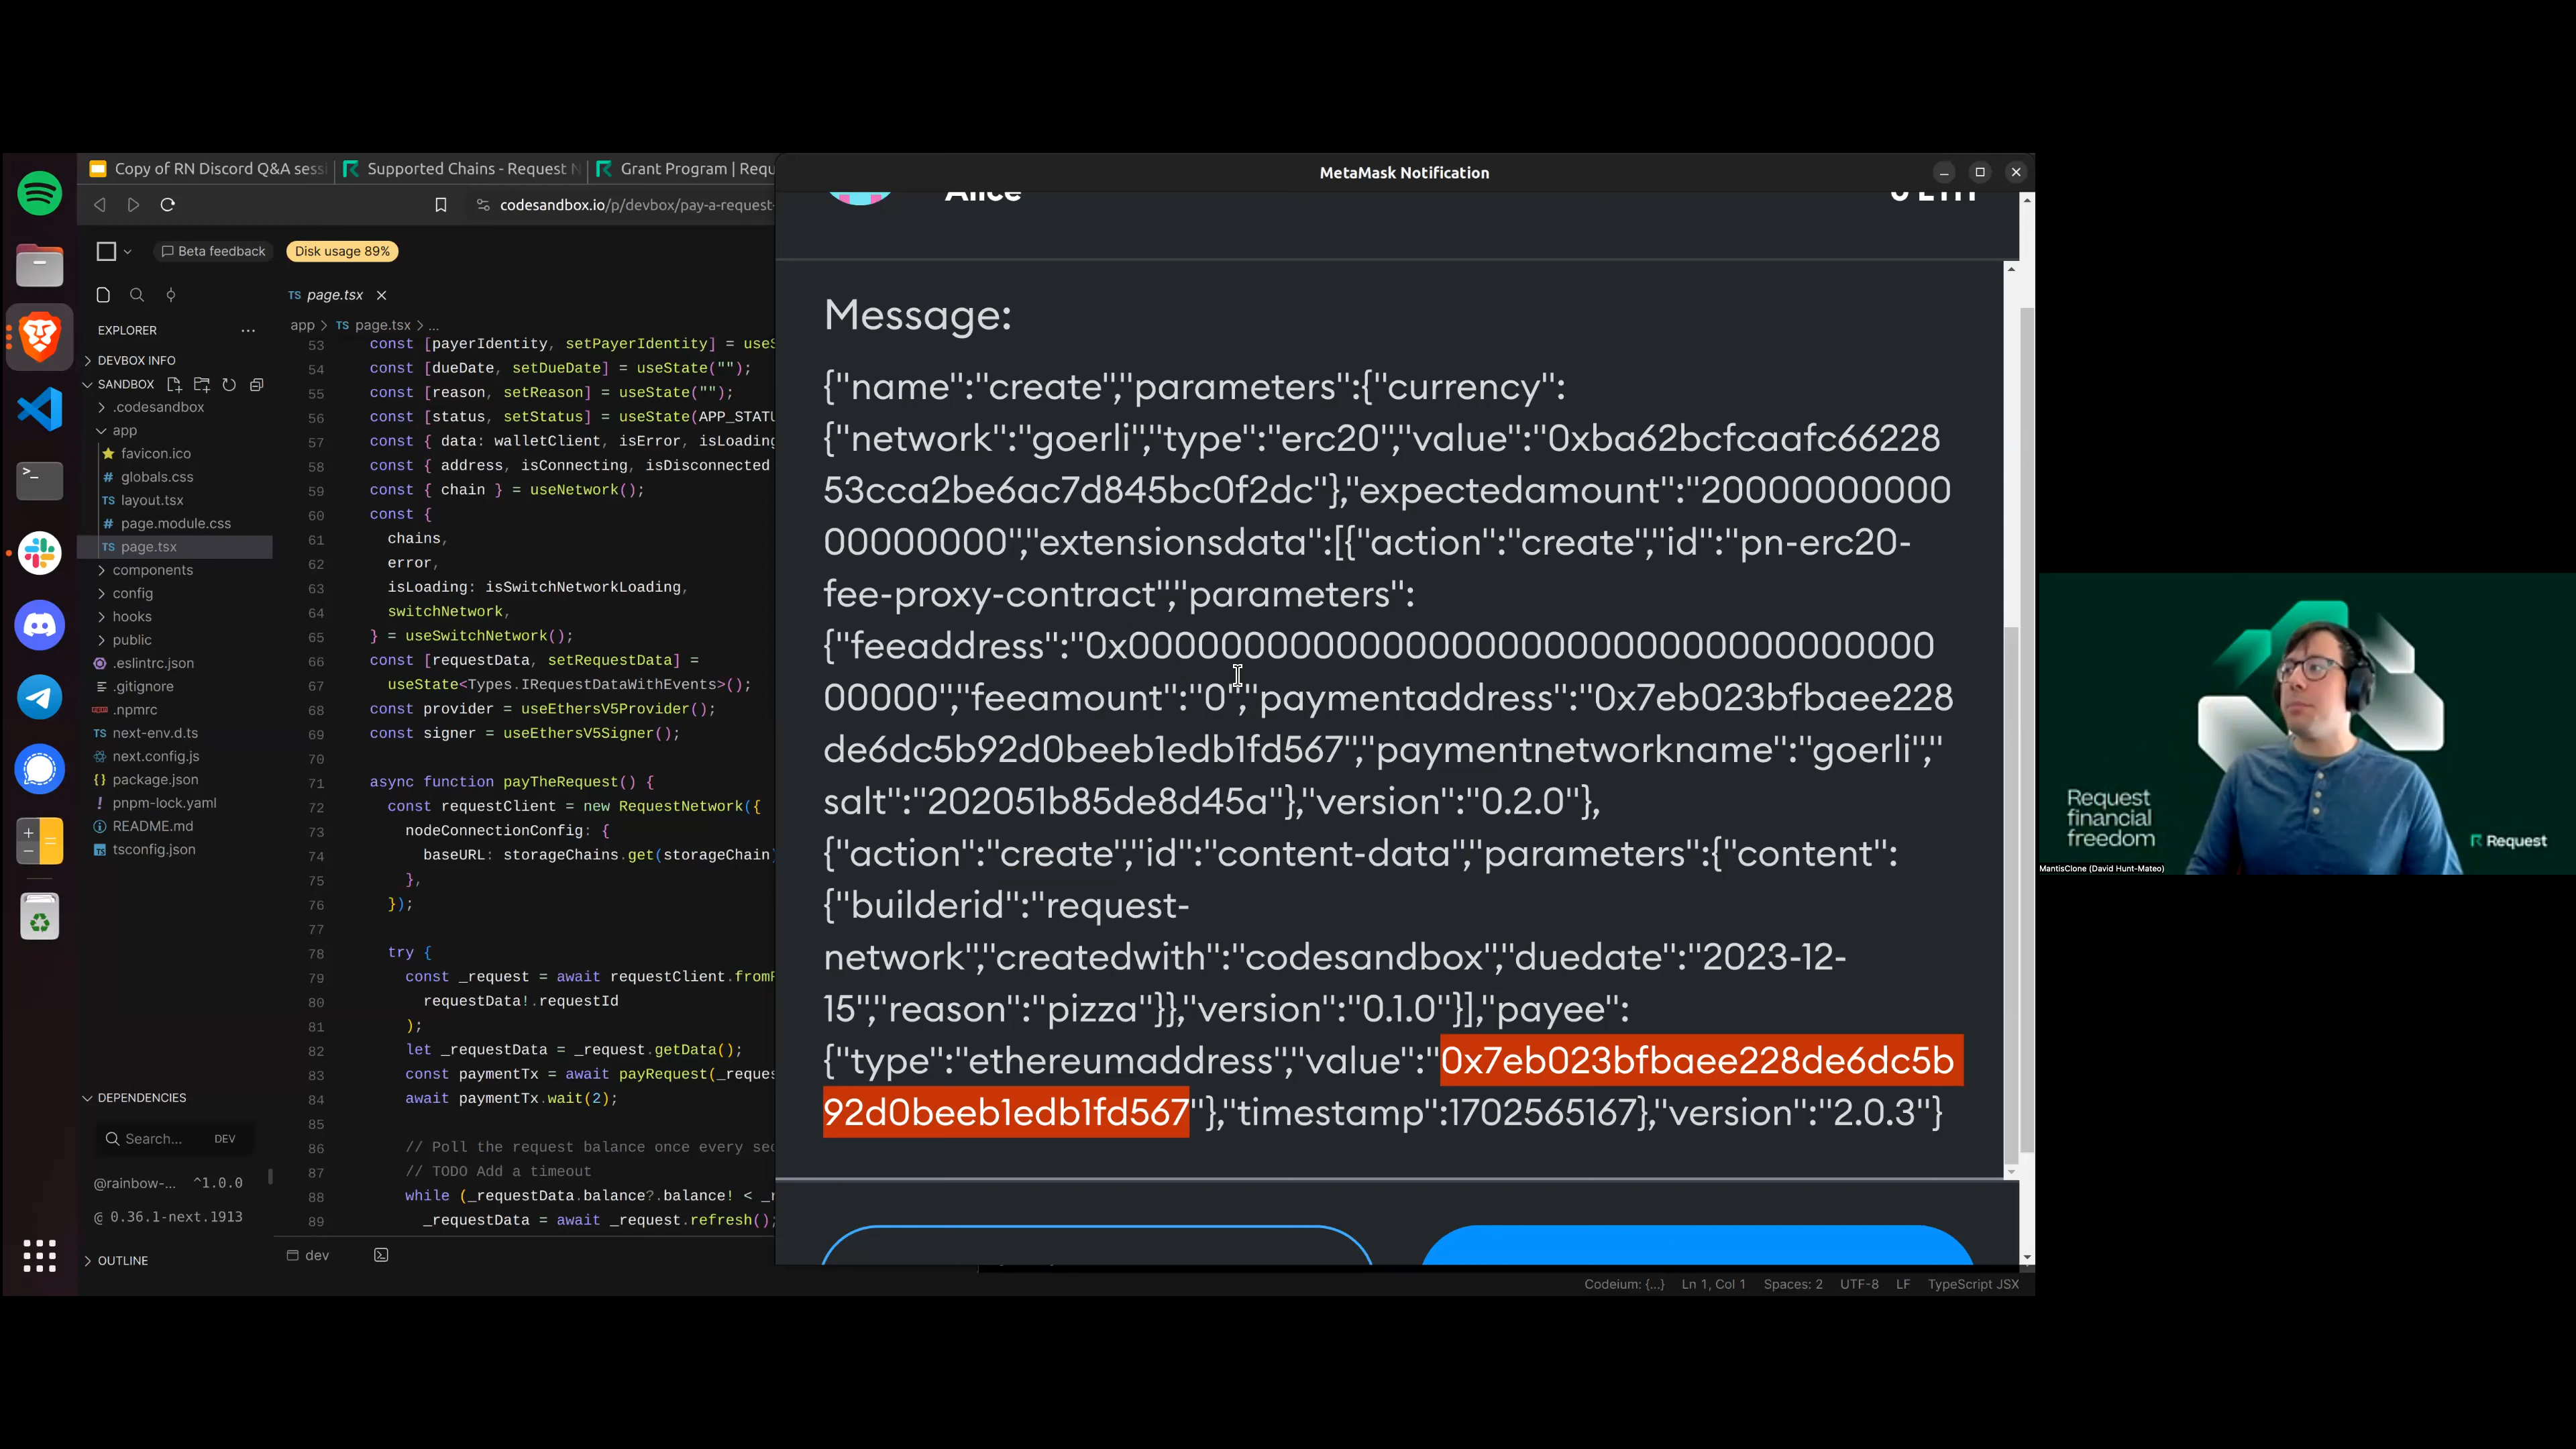 Copy of RN Discord Q&A sessi
Supported Chains - Request N
Grant Program | Requ
MetaMask Notification
codesandbox.io/p/devbox/pay-a-request-
Alice
0 ETH
Beta feedback
Disk usage 89%
TS page.tsx
EXPLORER
app > TS page.tsx > ...
DEVBOX INFO
SANDBOX
.codesandbox
app
favicon.ico
globals.css
layout.tsx
page.module.css
page.tsx
components
config
hooks
public
.eslintrc.json
.gitignore
.npmrc
next-env.d.ts
next.config.js
package.json
pnpm-lock.yaml
README.md
tsconfig.json
DEPENDENCIES
Search... DEV
@rainbow-... ^1.0.0
@ 0.36.1-next.1913
OUTLINE
53 const [payerIdentity, setPayerIdentity] = useS
54 const [dueDate, setDueDate] = useState("");
55 const [reason, setReason] = useState("");
56 const [status, setStatus] = useState(APP_STATU
57 const { data: walletClient, isError, isLoading
58 const { address, isConnecting, isDisconnected
59 const { chain } = useNetwork();
60 const {
61 chains,
62 error,
63 isLoading: isSwitchNetworkLoading,
64 switchNetwork,
65 } = useSwitchNetwork();
66 const [requestData, setRequestData] =
67 useState<Types.IRequestDataWithEvents>();
68 const provider = useEthersV5Provider();
69 const signer = useEthersV5Signer();
70
71 async function payTheRequest() {
72 const requestClient = new RequestNetwork({
73 nodeConnectionConfig: {
74 baseURL: storageChains.get(storageChain)
75 },
76 });
77
78 try {
79 const _request = await requestClient.fromR
80 requestData!.requestId
81 );
82 let _requestData = _request.getData();
83 const paymentTx = await payRequest(_reques
84 await paymentTx.wait(2);
85
86 // Poll the request balance once every sec
87 // TODO Add a timeout
88 while (_requestData.balance?.balance! < _r
89 _requestData = await _request.refresh();
dev
Message:
{"name":"create","parameters":{"currency":
{"network":"goerli","type":"erc20","value":"0xba62bcfcaafc66228
53cca2be6ac7d845bc0f2dc"},"expectedamount":"20000000000
00000000","extensionsdata":[{"action":"create","id":"pn-erc20-
fee-proxy-contract","parameters":
{"feeaddress":"0x00000000000000000000000000000000000
00000","feeamount":"0","paymentaddress":"0x7eb023bfbaee228
de6dc5b92d0beeb1edb1fd567","paymentnetworkname":"goerli","
salt":"202051b85de8d45a"},"version":"0.2.0"},
{"action":"create","id":"content-data","parameters":{"content":
{"builderid":"request-
network","createdwith":"codesandbox","duedate":"2023-12-
15","reason":"pizza"}},"version":"0.1.0"}],"payee":
{"type":"ethereumaddress","value":"0x7eb023bfbaee228de6dc5b
92d0beeb1edb1fd567"},"timestamp":1702565167},"version":"2.0.3"}
Codeium: {...} Ln 1, Col 1 Spaces: 2 UTF-8 LF TypeScript JSX
Request
financial
freedom
Request
MantisClone (David Hunt-Mateo)